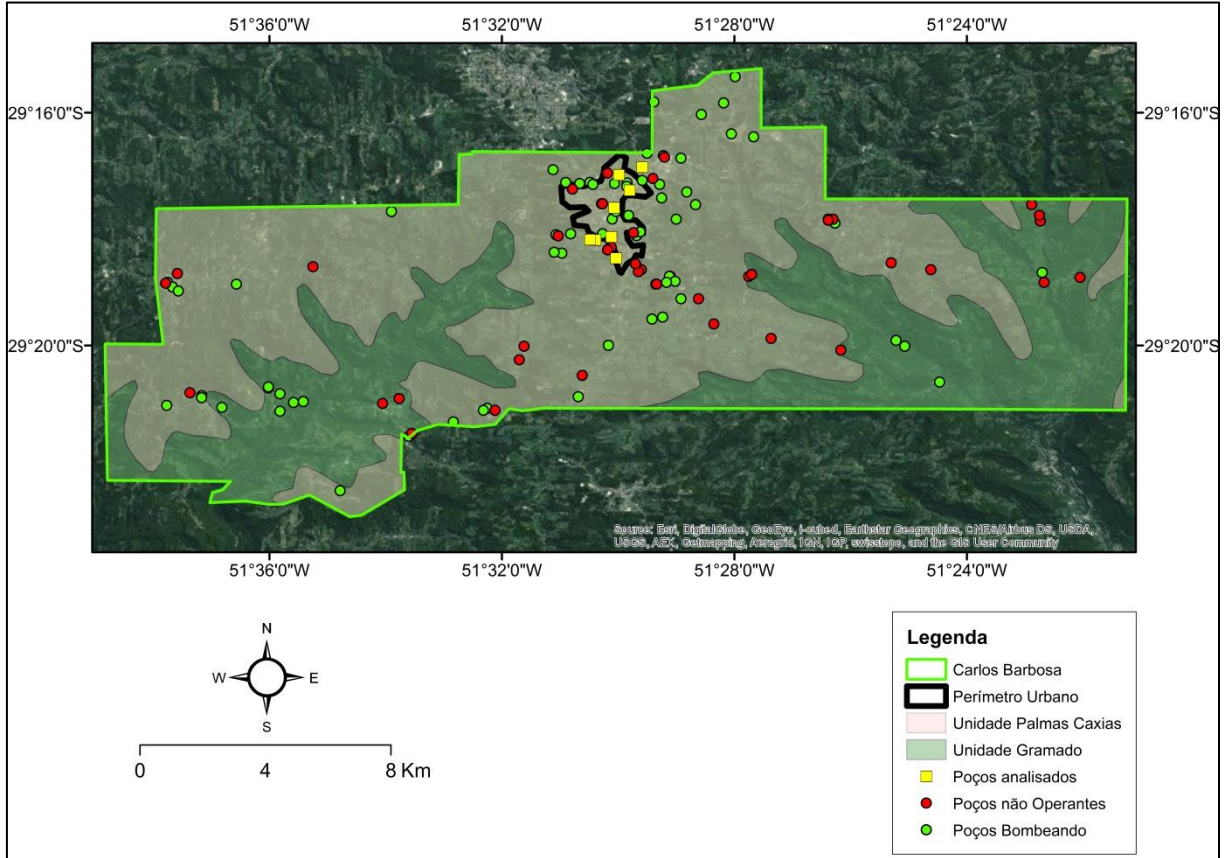 51°36'0"W 51°32'0"W 51°28'0"W 51°24'0"W
29°16'0"S 29°16'0"S
29°20'0"S 29°20'0"S
Source: Esri, DigitalGlobe, GeoEye, i-cubed, Earthstar Geographics, CNES/Airbus DS, USDA,
USGS, AEX, Getmapping, Aerogrid, IGN, IGP, swisstopo, and the GIS User Community
51°36'0"W 51°32'0"W 51°28'0"W 51°24'0"W
N
W E
S
0 4 8 Km
Legenda
Carlos Barbosa
Perímetro Urbano
Unidade Palmas Caxias
Unidade Gramado
Poços analisados
Poços não Operantes
Poços Bombeando